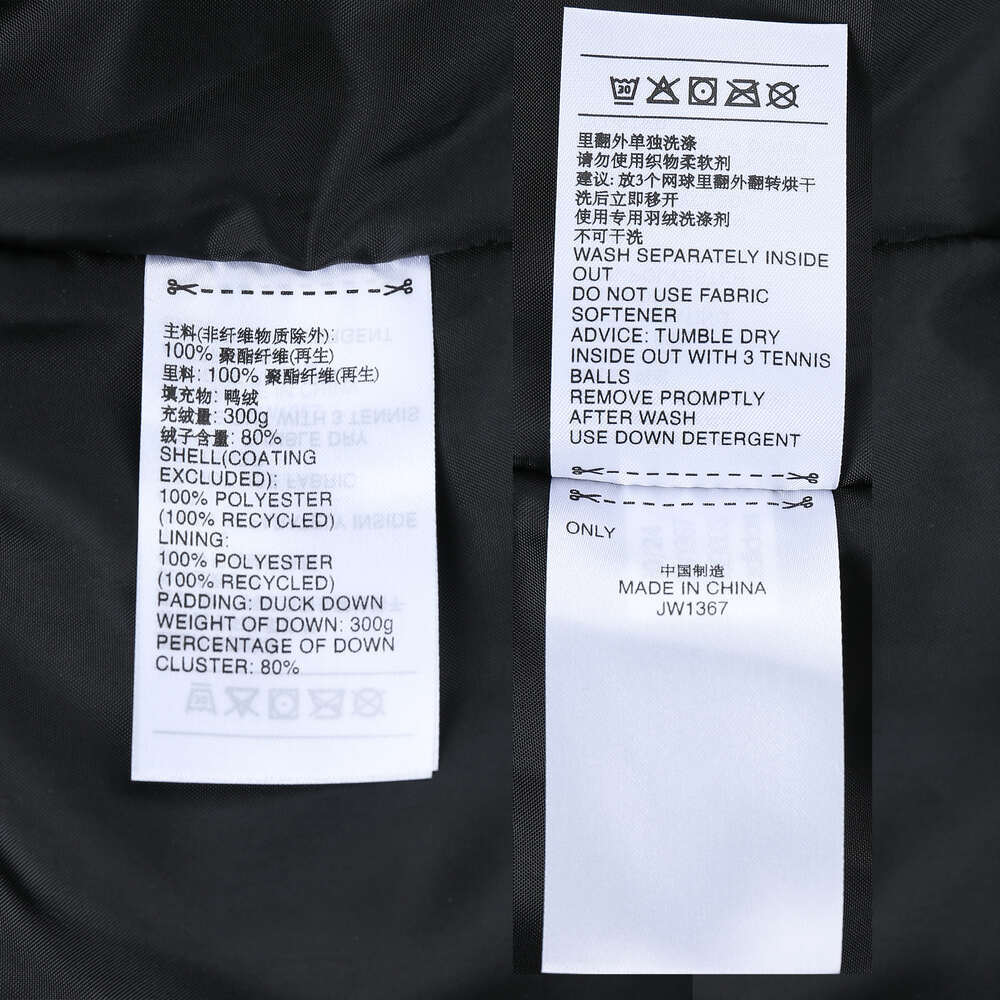 主料(非纤维物质除外):
100% 聚酯纤维(再生)
里料: 100% 聚酯纤维(再生)
填充物: 鸭绒
充绒量: 300g
绒子含量: 80%
SHELL(COATING
EXCLUDED):
100% POLYESTER
(100% RECYCLED)
LINING:
100% POLYESTER
(100% RECYCLED)
PADDING: DUCK DOWN
WEIGHT OF DOWN: 300g
PERCENTAGE OF DOWN
CLUSTER: 80%
30
里翻外单独洗涤
请勿使用织物柔软剂
建议: 放3个网球里翻外翻转烘干
洗后立即移开
使用专用羽绒洗涤剂
不可干洗
WASH SEPARATELY INSIDE
OUT
DO NOT USE FABRIC
SOFTENER
ADVICE: TUMBLE DRY
INSIDE OUT WITH 3 TENNIS
BALLS
REMOVE PROMPTLY
AFTER WASH
USE DOWN DETERGENT
ONLY
中国制造
MADE IN CHINA
JW1367